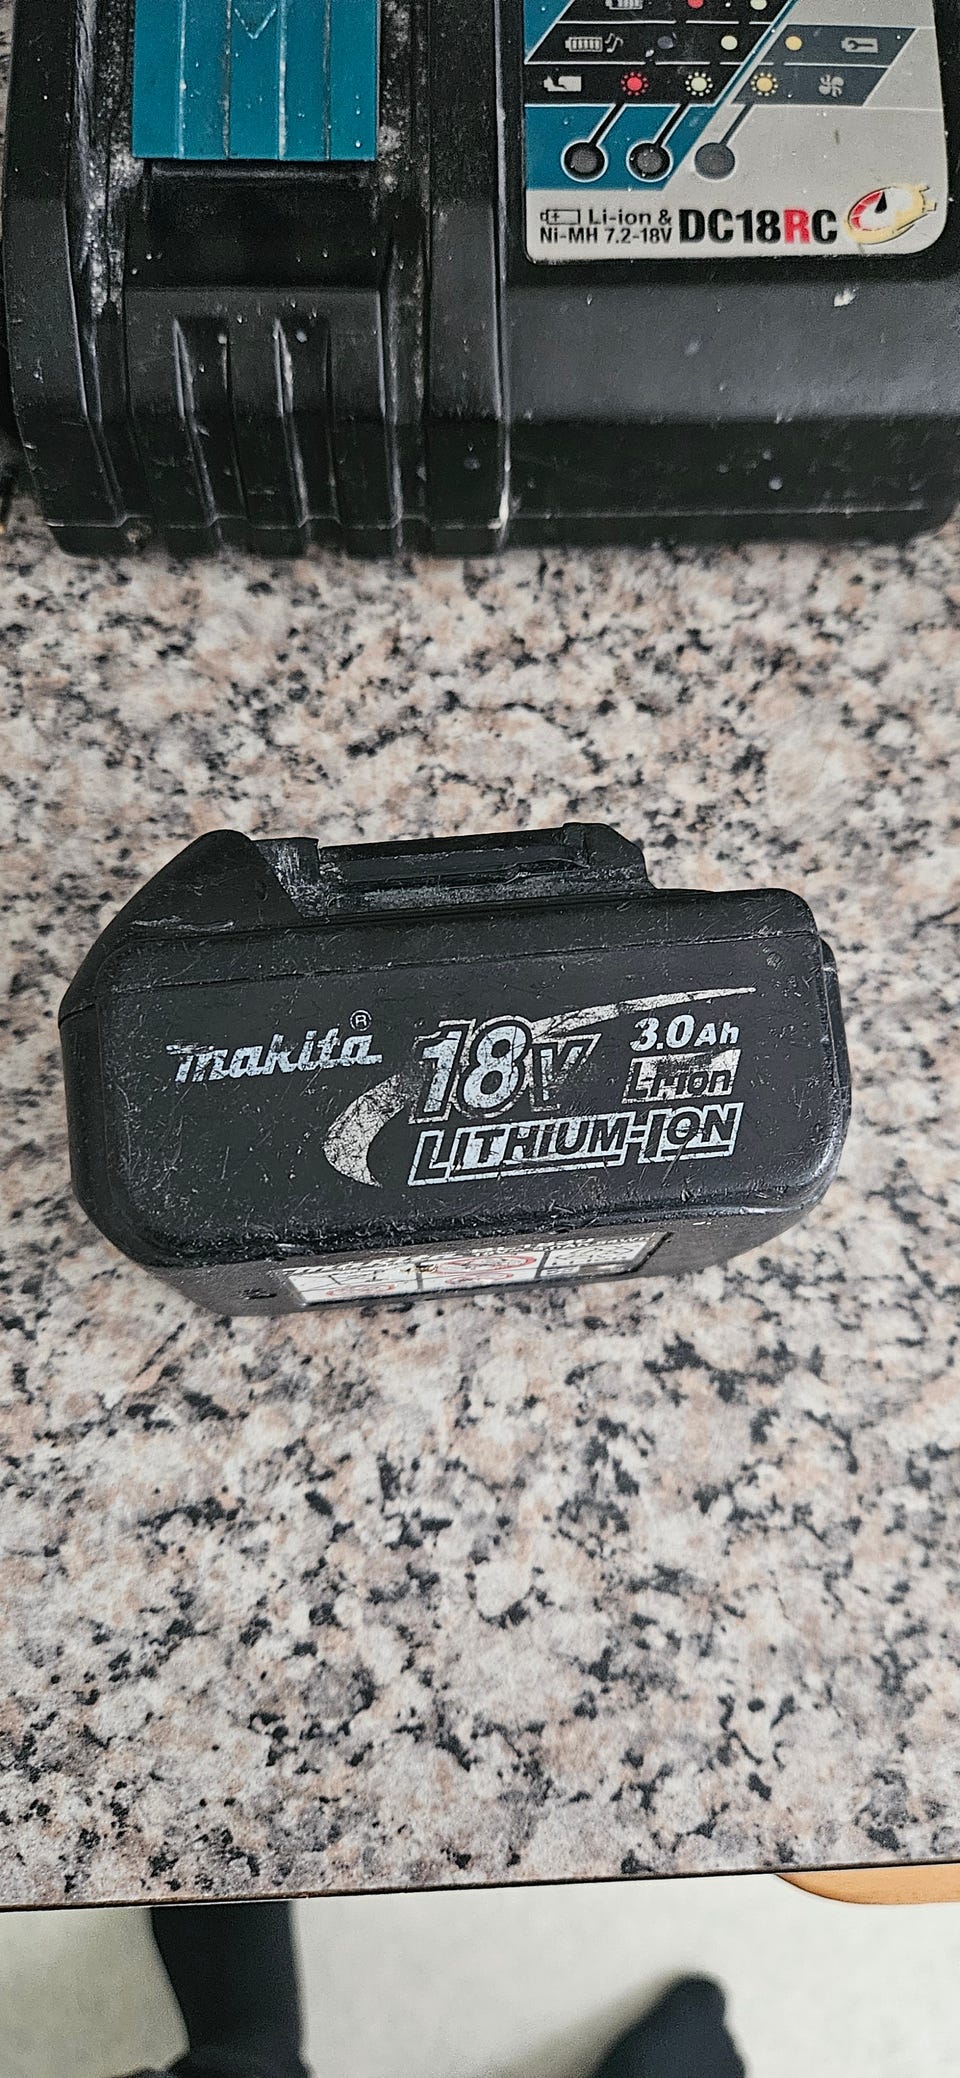 Li-ion &
Ni-MH 7.2-18V DC18RC
makita®
18V
3.0Ah
Li-ion
LITHIUM-ION